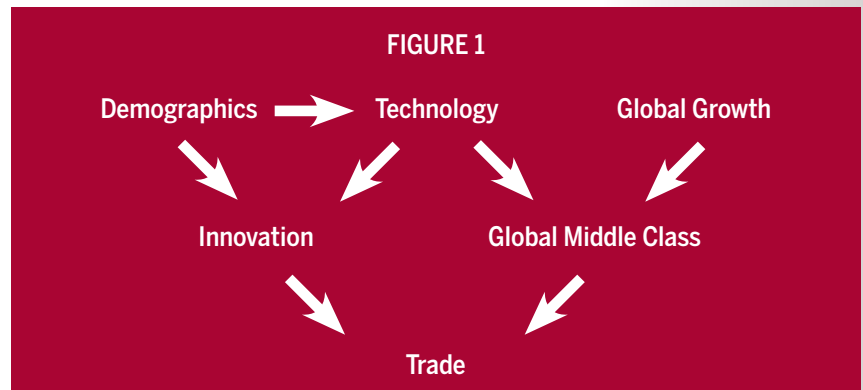 FIGURE 1
Demographics Technology Global Growth
Innovation Global Middle Class
Trade